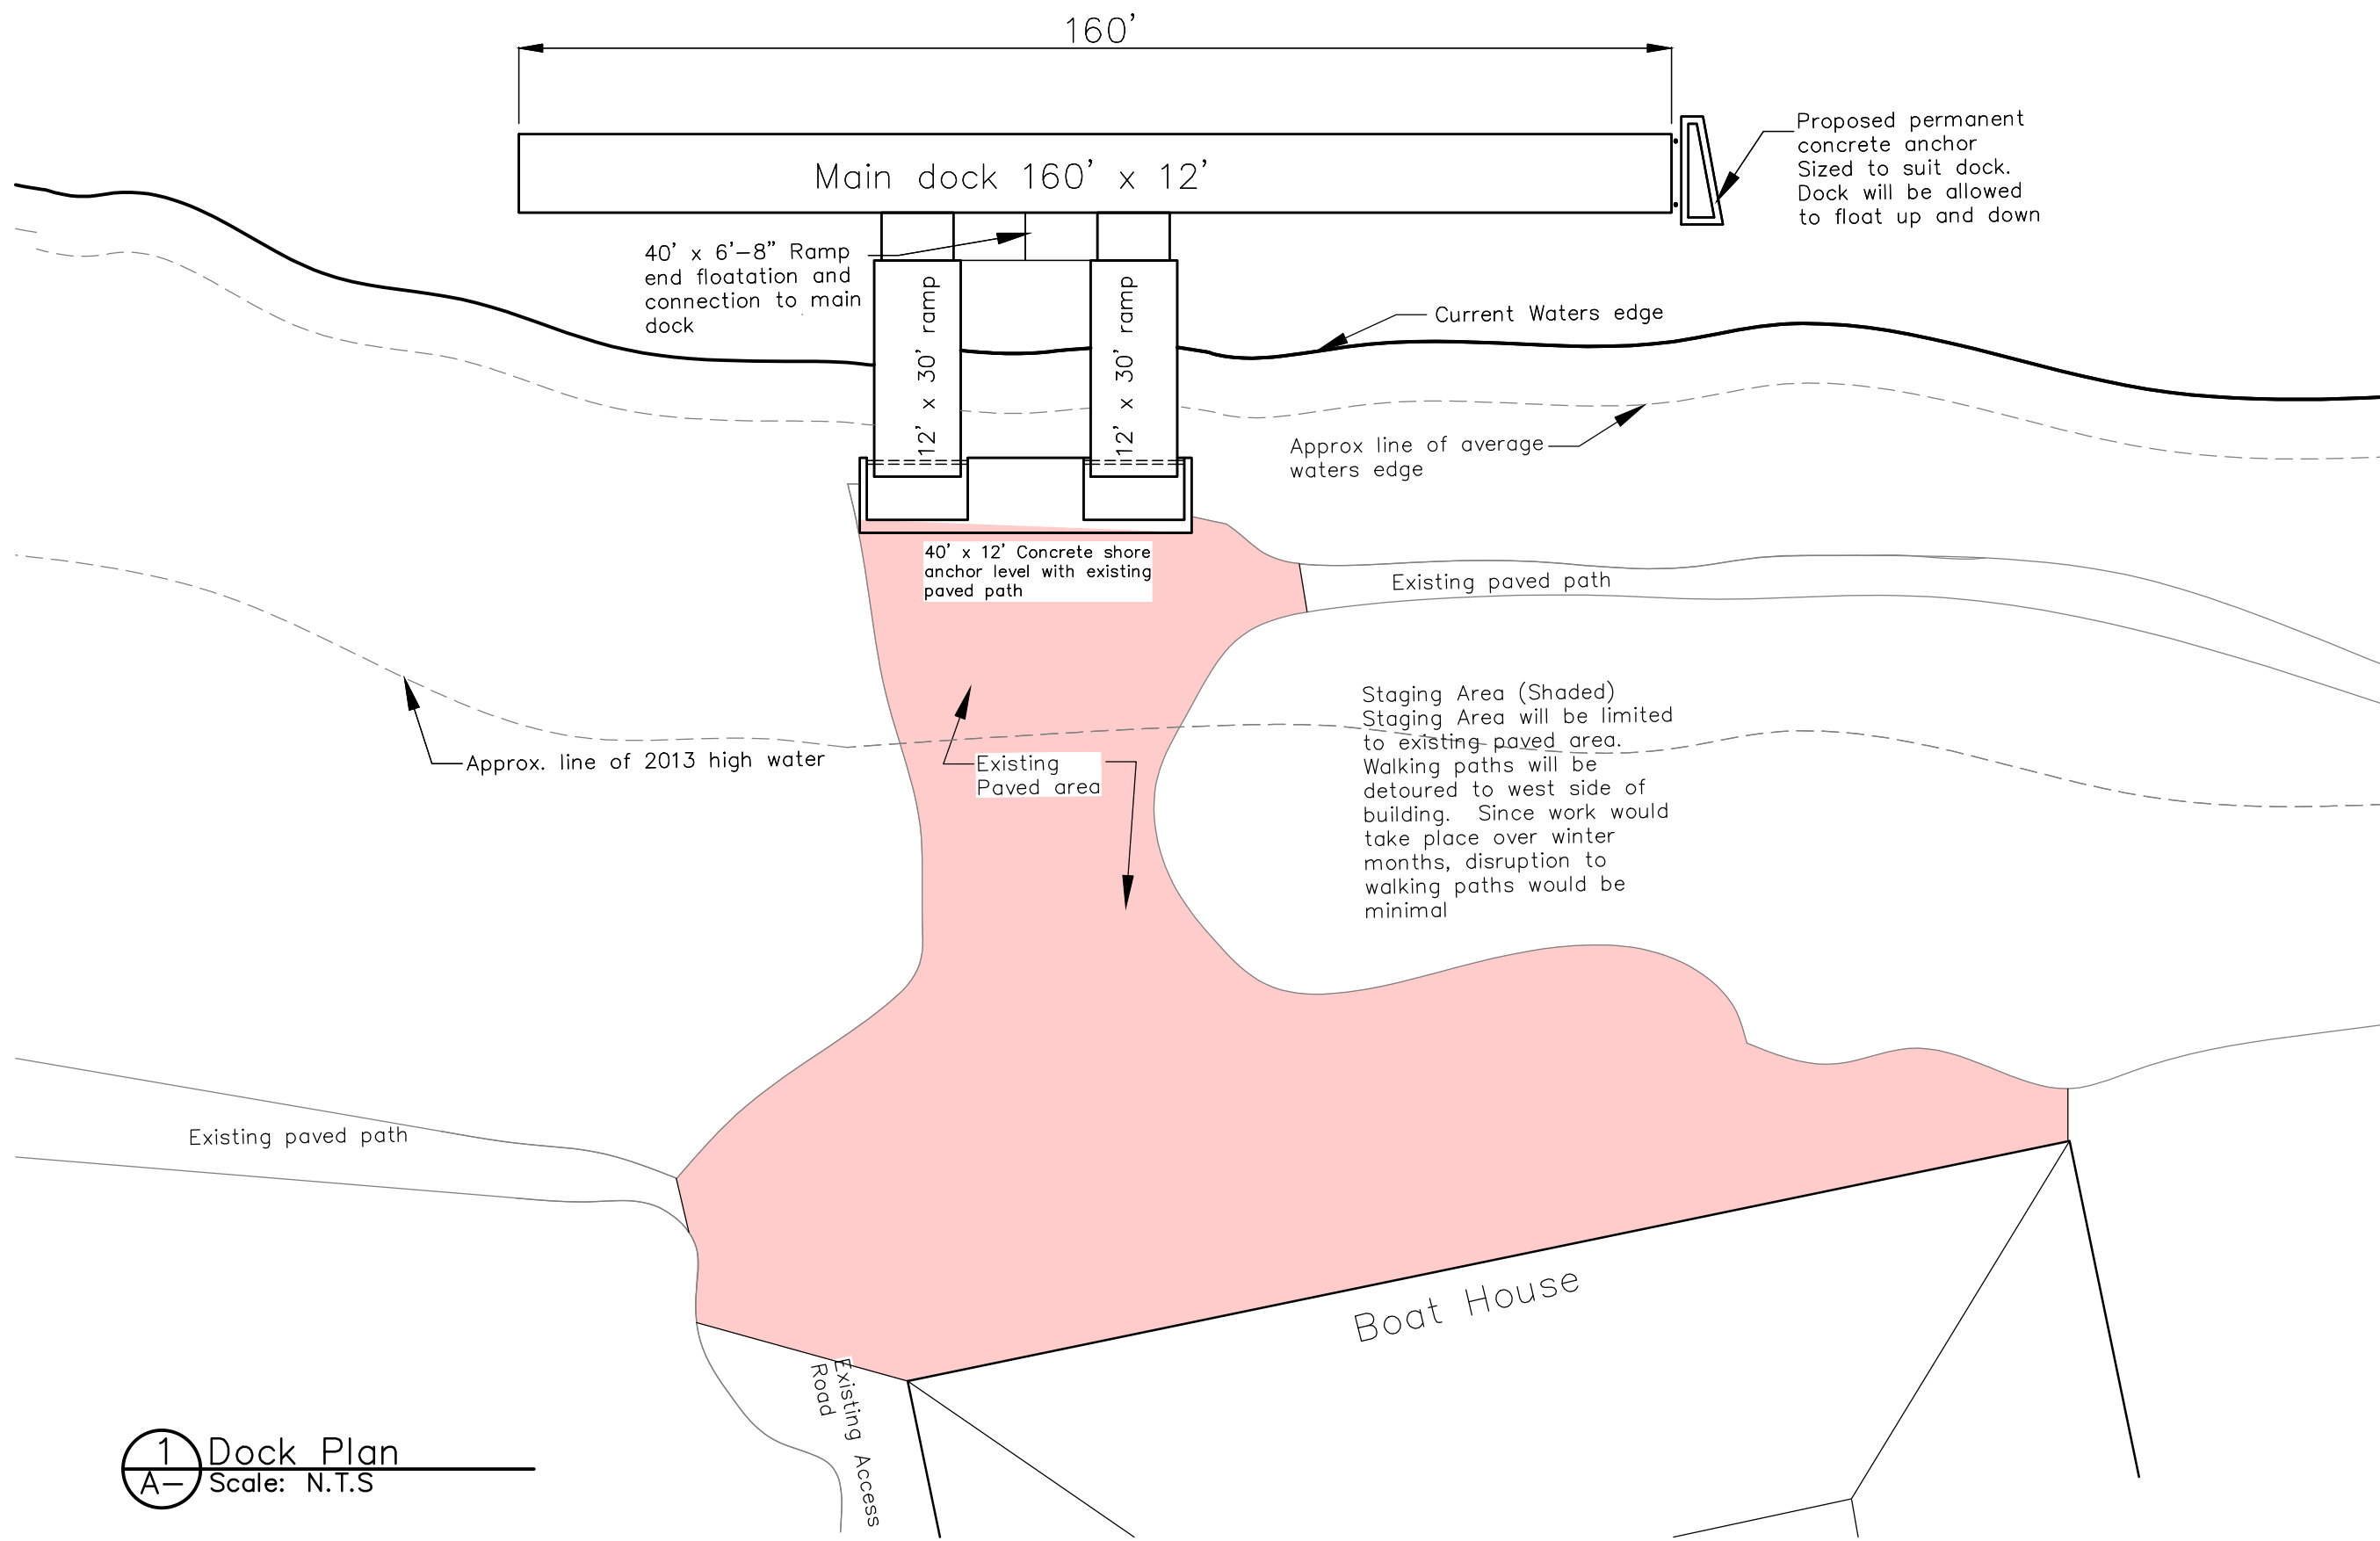 160'
Main dock 160' x 12'
Proposed permanent
concrete anchor
Sized to suit dock.
Dock will be allowed
to float up and down
40' x 6'-8" Ramp
end floatation and
connection to main
dock
12' x 30' ramp
12' x 30' ramp
Current Waters edge
Approx line of average
waters edge
40' x 12' Concrete shore
anchor level with existing
paved path
Existing paved path
Staging Area (Shaded)
Staging Area will be limited
to existing paved area.
Walking paths will be
detoured to west side of
building.  Since work would
take place over winter
months, disruption to
walking paths would be
minimal
Approx. line of 2013 high water
Existing
Paved area
Existing paved path
Boat House
Existing Access
Road
1
A-
Dock Plan
Scale:  N.T.S